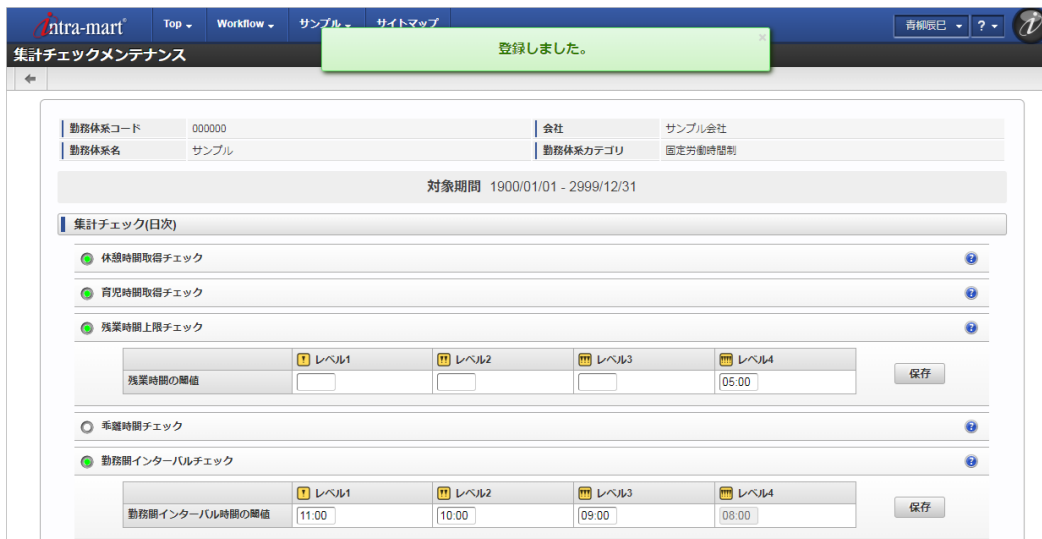 intra-mart Top Workflow サンプル サイトマップ 青柳辰巳 ?
登録しました。 ×
集計チェックメンテナンス
勤務体系コード 000000 会社 サンプル会社
勤務体系名 サンプル 勤務体系カテゴリ 固定労働時間制
対象期間 1900/01/01 - 2999/12/31
集計チェック(日次)
休憩時間取得チェック ?
育児時間取得チェック ?
残業時間上限チェック ?
レベル1 レベル2 レベル3 レベル4
残業時間の閾値 05:00 保存
乖離時間チェック ?
勤務間インターバルチェック ?
レベル1 レベル2 レベル3 レベル4
勤務間インターバル時間の閾値 11:00 10:00 09:00 08:00 保存